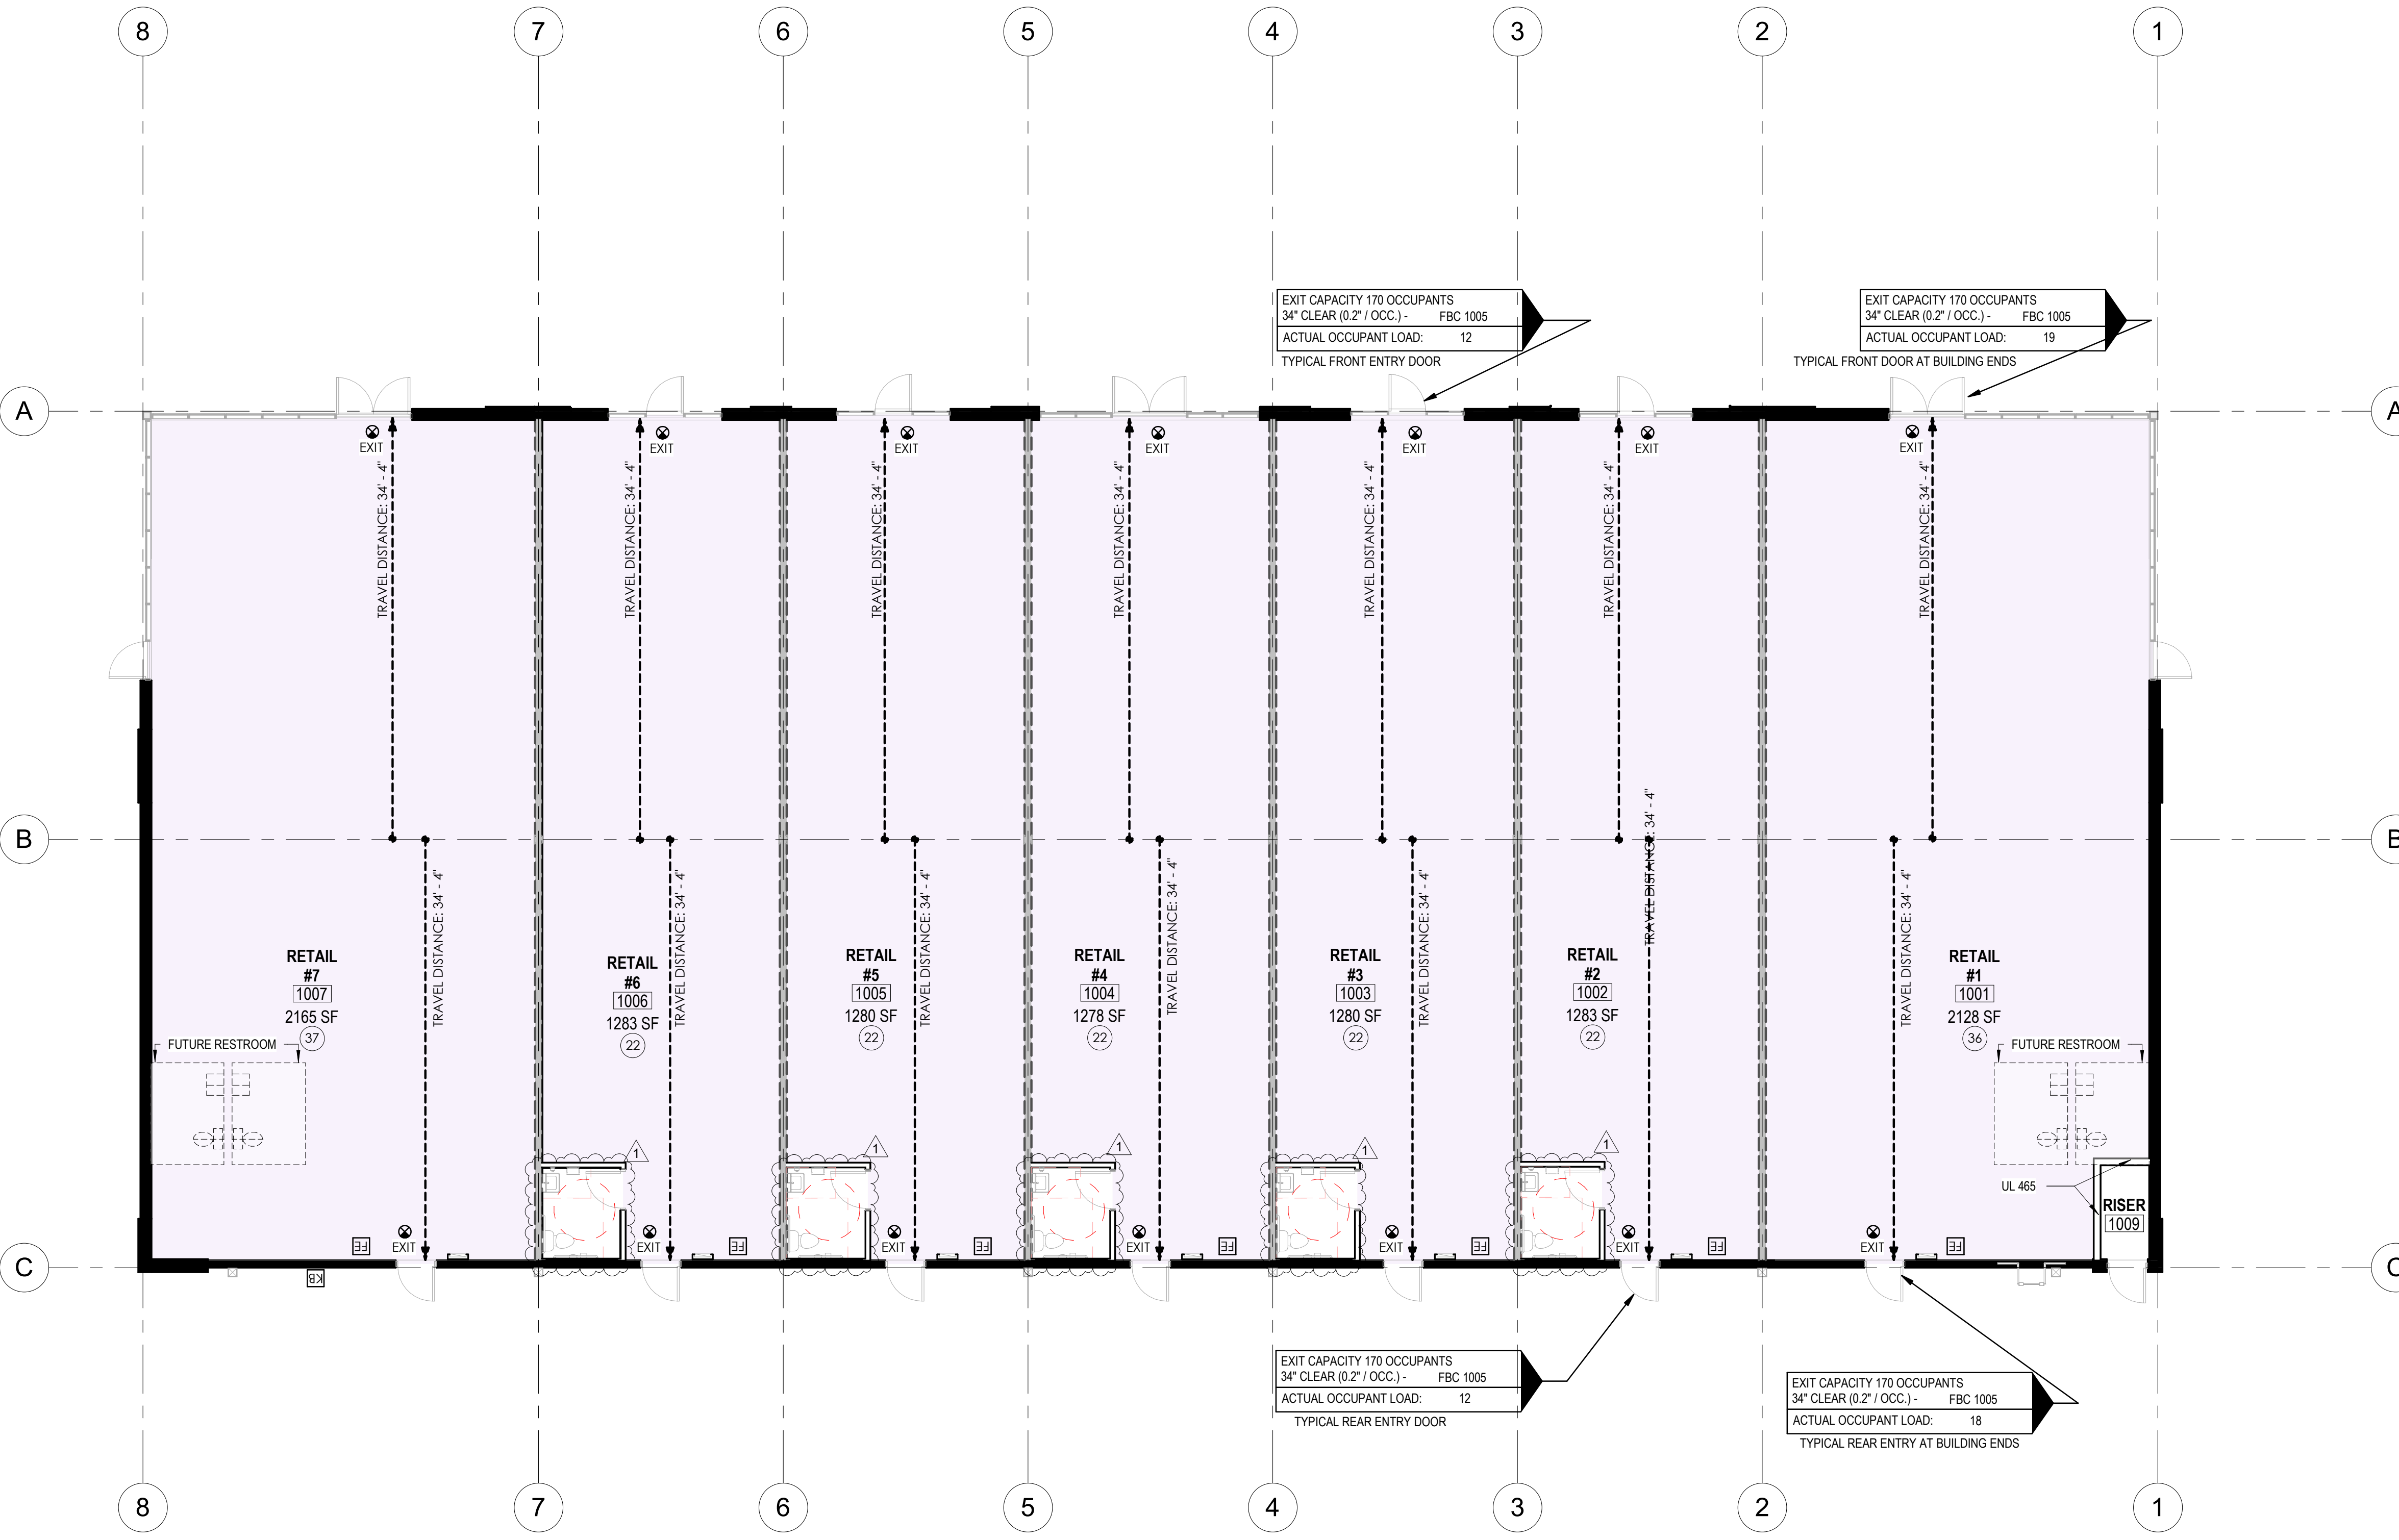 8
7
6
5
4
3
2
1
EXIT CAPACITY 170 OCCUPANTS
34" CLEAR (0.2" / OCC.) - FBC 1005
ACTUAL OCCUPANT LOAD: 12
TYPICAL FRONT ENTRY DOOR
EXIT CAPACITY 170 OCCUPANTS
34" CLEAR (0.2" / OCC.) - FBC 1005
ACTUAL OCCUPANT LOAD: 19
TYPICAL FRONT DOOR AT BUILDING ENDS
A
A
EXIT
EXIT
EXIT
EXIT
EXIT
EXIT
EXIT
TRAVEL DISTANCE: 34' - 4"
TRAVEL DISTANCE: 34' - 4"
TRAVEL DISTANCE: 34' - 4"
TRAVEL DISTANCE: 34' - 4"
TRAVEL DISTANCE: 34' - 4"
TRAVEL DISTANCE: 34' - 4"
TRAVEL DISTANCE: 34' - 4"
B
B
TRAVEL DISTANCE: 34' - 4"
TRAVEL DISTANCE: 34' - 4"
TRAVEL DISTANCE: 34' - 4"
TRAVEL DISTANCE: 34' - 4"
TRAVEL DISTANCE: 34' - 4"
TRAVEL DISTANCE: 34' - 4"
TRAVEL DISTANCE: 34' - 4"
RETAIL
#7
1007
2165 SF
37
RETAIL
#6
1006
1283 SF
22
RETAIL
#5
1005
1280 SF
22
RETAIL
#4
1004
1278 SF
22
RETAIL
#3
1003
1280 SF
22
RETAIL
#2
1002
1283 SF
22
RETAIL
#1
1001
2128 SF
36
FUTURE RESTROOM
FUTURE RESTROOM
1
1
1
1
1
UL 465
RISER
1009
FE
EXIT
EXIT
FE
EXIT
FE
EXIT
FE
EXIT
FE
EXIT
FE
EXIT
FE
C
C
KB
EXIT CAPACITY 170 OCCUPANTS
34" CLEAR (0.2" / OCC.) - FBC 1005
ACTUAL OCCUPANT LOAD: 12
TYPICAL REAR ENTRY DOOR
EXIT CAPACITY 170 OCCUPANTS
34" CLEAR (0.2" / OCC.) - FBC 1005
ACTUAL OCCUPANT LOAD: 18
TYPICAL REAR ENTRY AT BUILDING ENDS
8
7
6
5
4
3
2
1